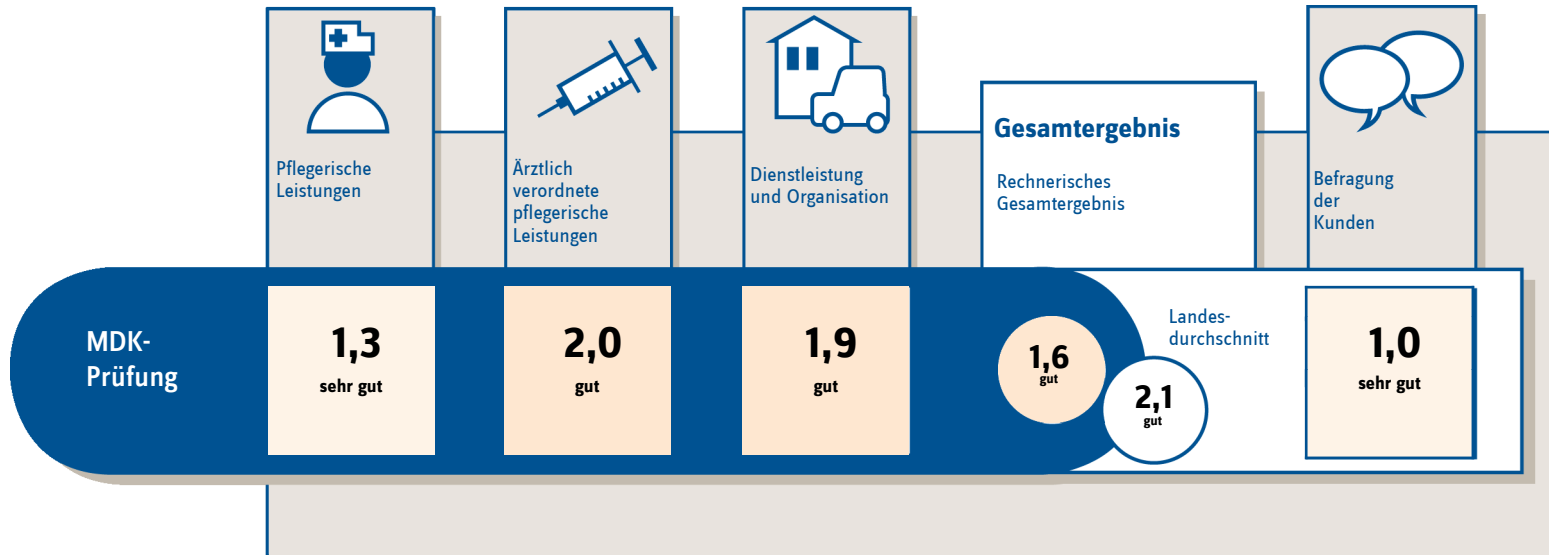 Pflegerische
Leistungen
Ärztlich
verordnete
pflegerische
Leistungen
Dienstleistung
und Organisation
Gesamtergebnis
Rechnerisches
Gesamtergebnis
Befragung
der
Kunden
MDK-
Prüfung
1,3
sehr gut
2,0
gut
1,9
gut
1,6
gut
Landes-
durchschnitt
2,1
gut
1,0
sehr gut